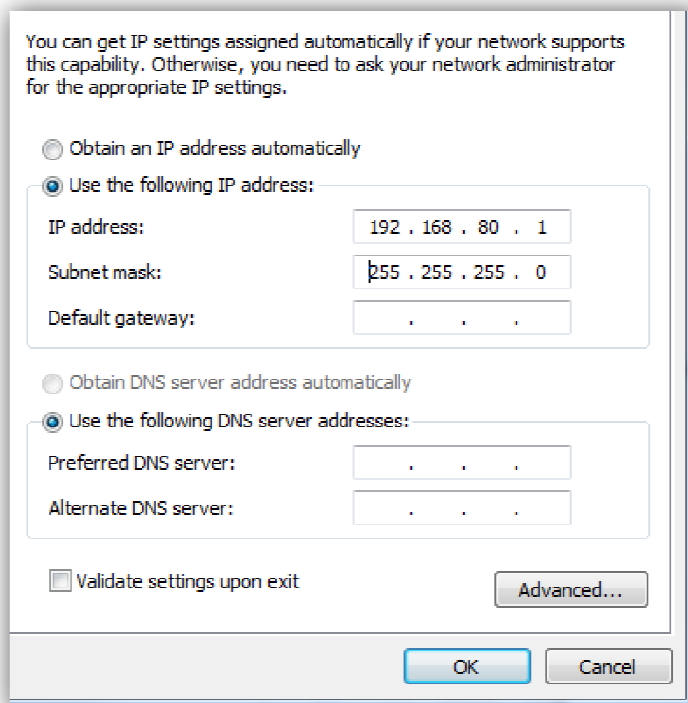 You can get IP settings assigned automatically if your network supports
this capability. Otherwise, you need to ask your network administrator
for the appropriate IP settings.
Obtain an IP address automatically
Use the following IP address:
IP address: 192 . 168 . 80 . 1
Subnet mask: 255 . 255 . 255 . 0
Default gateway: . . .
Obtain DNS server address automatically
Use the following DNS server addresses:
Preferred DNS server: . . .
Alternate DNS server: . . .
Validate settings upon exit Advanced...
OK Cancel